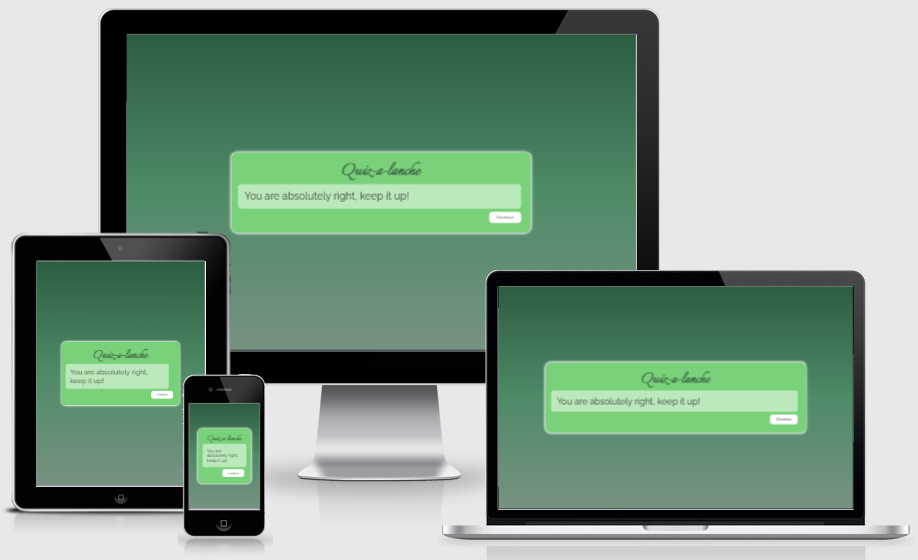 Quiz-a-lanche
You are absolutely right, keep it up!
Continue
Quiz-a-lanche
You are absolutely right,
keep it up!
Continue
Quiz-a-lanche
You are
absolutely right,
keep it up!
Continue
Quiz-a-lanche
You are absolutely right, keep it up!
Continue